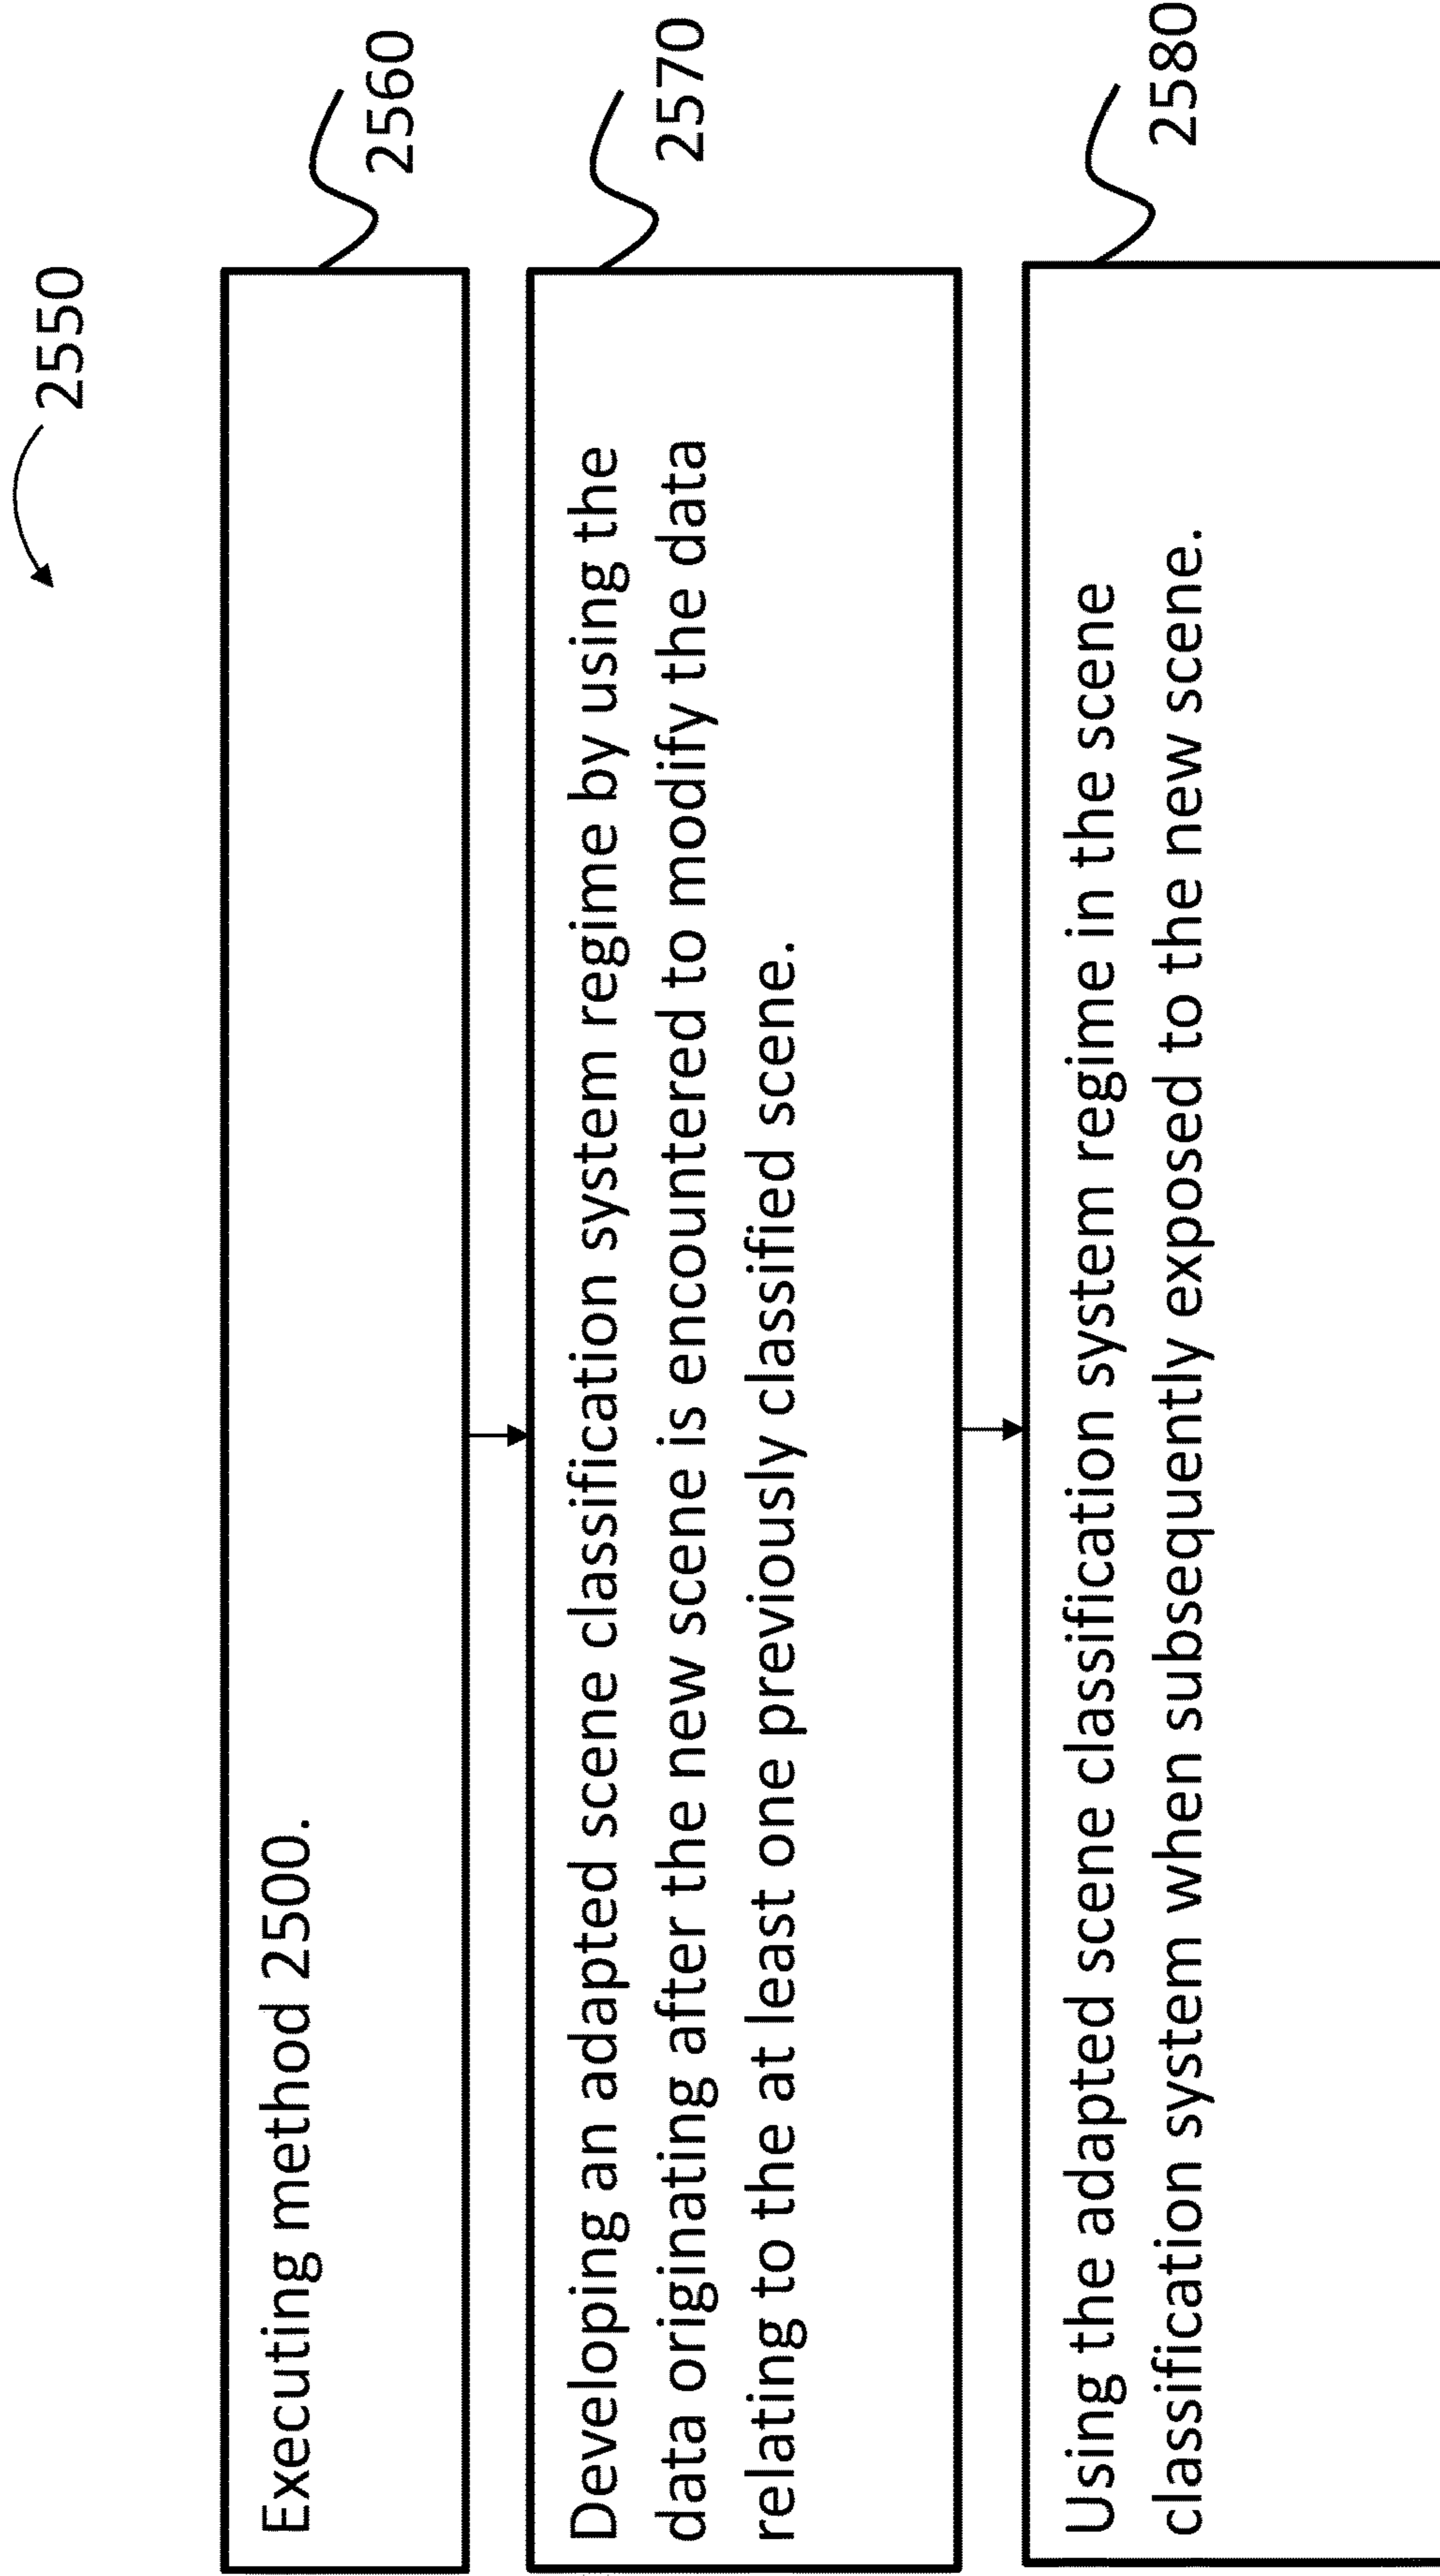 2550
2560
Executing method 2500.
2570
Developing an adapted scene classification system regime by using the
data originating after the new scene is encountered to modify the data
relating to the at least one previously classified scene.
2580
Using the adapted scene classification system regime in the scene
classification system when subsequently exposed to the new scene.